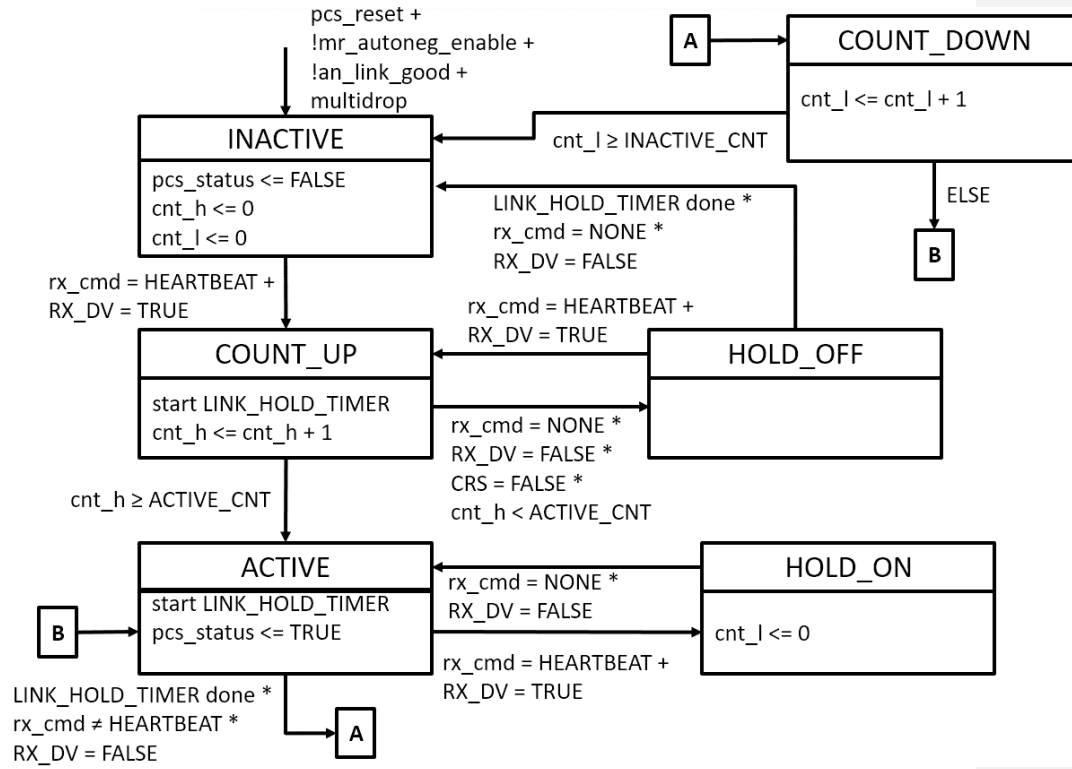 pcs_reset +
!mr_autoneg_enable +
!an_link_good +
multidrop
A
COUNT_DOWN
cnt_l <= cnt_l + 1
INACTIVE
cnt_l ≥ INACTIVE_CNT
pcs_status <= FALSE
cnt_h <= 0
cnt_l <= 0
ELSE
B
LINK_HOLD_TIMER done *
rx_cmd = NONE *
RX_DV = FALSE
rx_cmd = HEARTBEAT +
RX_DV = TRUE
rx_cmd = HEARTBEAT +
RX_DV = TRUE
COUNT_UP
HOLD_OFF
start LINK_HOLD_TIMER
cnt_h <= cnt_h + 1
rx_cmd = NONE *
RX_DV = FALSE *
CRS = FALSE *
cnt_h < ACTIVE_CNT
cnt_h ≥ ACTIVE_CNT
ACTIVE
HOLD_ON
start LINK_HOLD_TIMER
pcs_status <= TRUE
rx_cmd = NONE *
RX_DV = FALSE
B
cnt_l <= 0
rx_cmd = HEARTBEAT +
RX_DV = TRUE
LINK_HOLD_TIMER done *
rx_cmd ≠ HEARTBEAT *
RX_DV = FALSE
A